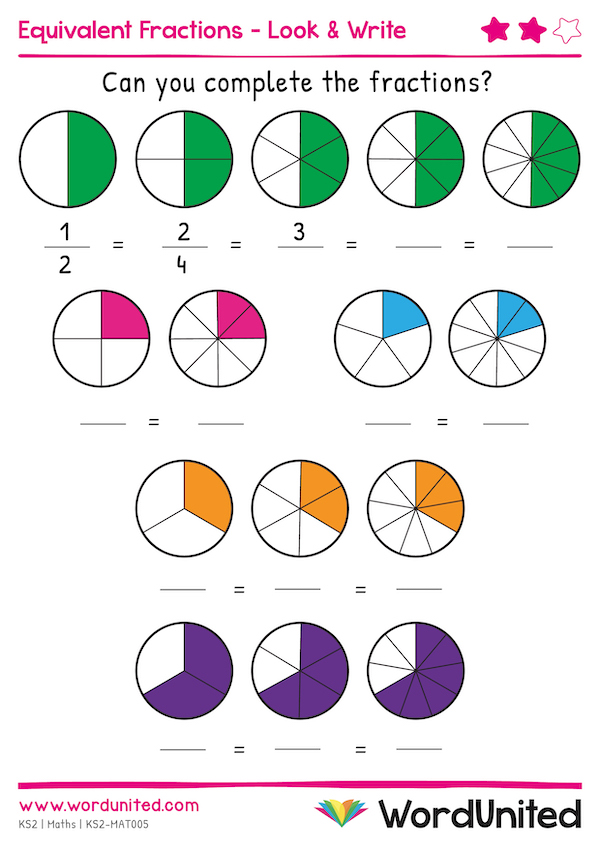 Equivalent Fractions - Look & Write
Can you complete the fractions?
1 2 3
= = = =
2 4
= =
= =
= =
www.wordunited.com
KS2 | Maths | KS2-MAT005
WordUnited